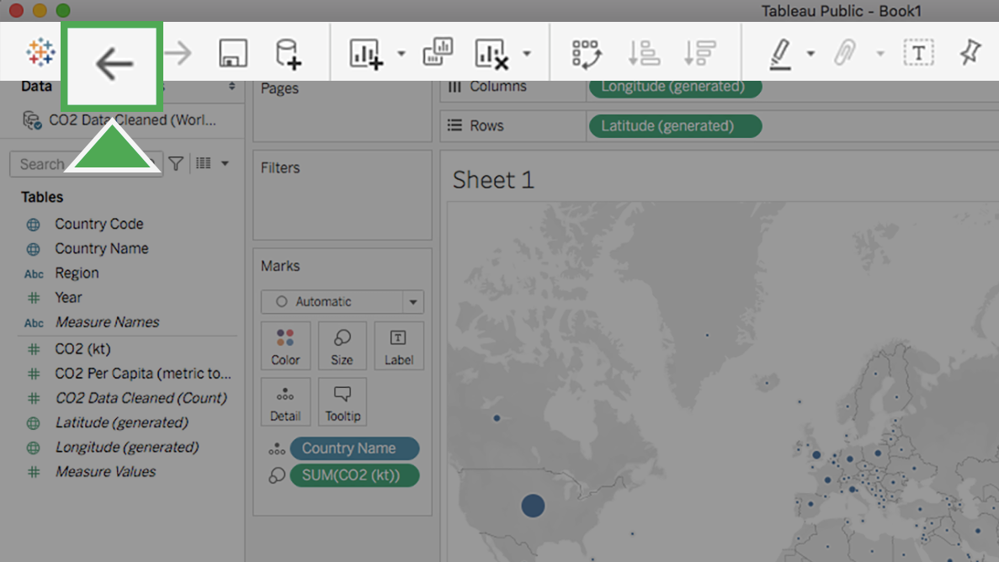 Tableau Public - Book1
Data
Pages
Columns
Longitude (generated)
CO2 Data Cleaned (Worl...
Rows
Latitude (generated)
Search
Filters
Sheet 1
Tables
Country Code
Country Name
Abc Region
Year
Abc Measure Names
CO2 (kt)
CO2 Per Capita (metric to...
CO2 Data Cleaned (Count)
Latitude (generated)
Longitude (generated)
Measure Values
Marks
Automatic
Color
Size
T
Label
Detail
Tooltip
Country Name
SUM(CO2 (kt))
T